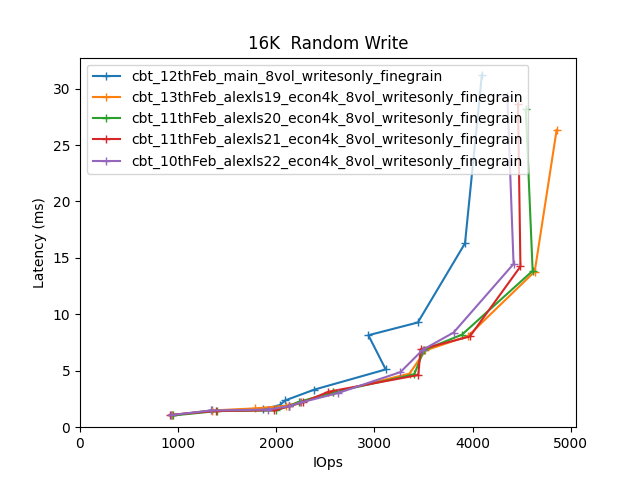 16K  Random Write
cbt_12thFeb_main_8vol_writesonly_finegrain
cbt_13thFeb_alexls19_econ4k_8vol_writesonly_finegrain
cbt_11thFeb_alexls20_econ4k_8vol_writesonly_finegrain
cbt_11thFeb_alexls21_econ4k_8vol_writesonly_finegrain
cbt_10thFeb_alexls22_econ4k_8vol_writesonly_finegrain
Latency (ms)
30
25
20
15
10
5
0
0 1000 2000 3000 4000 5000
IOps